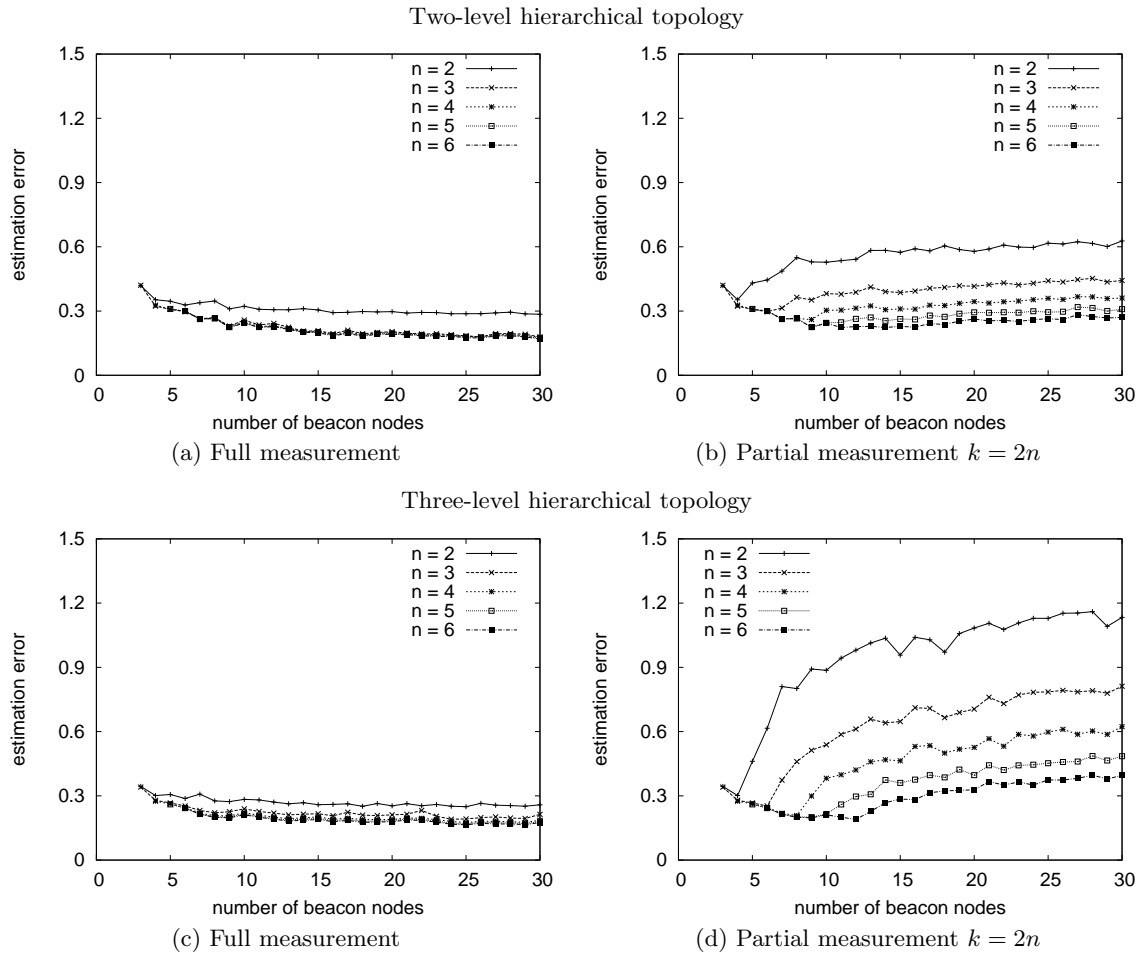 Two-level hierarchical topology
1.5
1.2
0.9
0.6
0.3
0
0 5 10 15 20 25 30
estimation error
number of beacon nodes
n = 2
n = 3
n = 4
n = 5
n = 6
(a) Full measurement
1.5
1.2
0.9
0.6
0.3
0
0 5 10 15 20 25 30
estimation error
number of beacon nodes
n = 2
n = 3
n = 4
n = 5
n = 6
(b) Partial measurement k = 2n
Three-level hierarchical topology
1.5
1.2
0.9
0.6
0.3
0
0 5 10 15 20 25 30
estimation error
number of beacon nodes
n = 2
n = 3
n = 4
n = 5
n = 6
(c) Full measurement
1.5
1.2
0.9
0.6
0.3
0
0 5 10 15 20 25 30
estimation error
number of beacon nodes
n = 2
n = 3
n = 4
n = 5
n = 6
(d) Partial measurement k = 2n